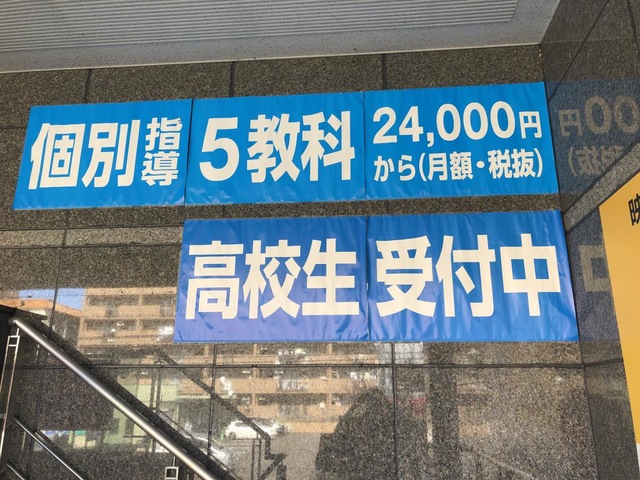 個別指導
5教科
24,000円
から(月額・税抜)
高校生
受付中
映